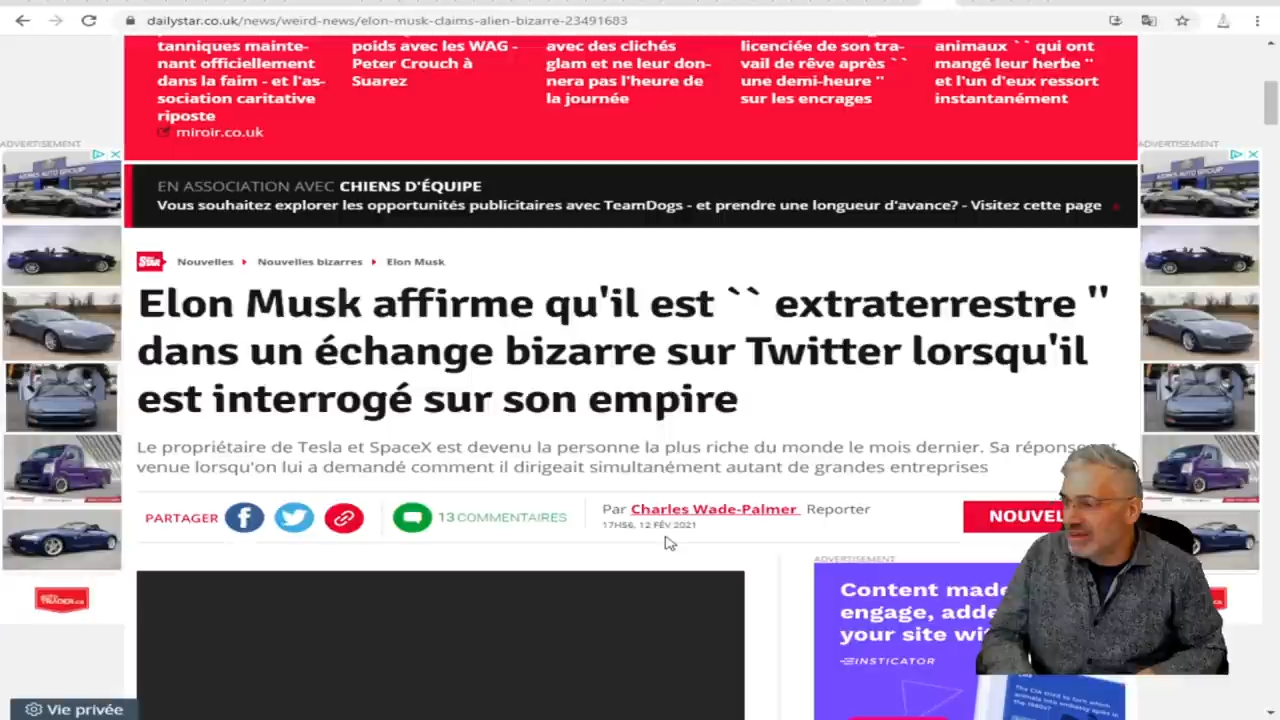 dailystar.co.uk/news/weird-news/elon-musk-claims-alien-bizarre-23491683
tanniques mainte-
nant officiellement
dans la faim - et l'as-
sociation caritative
riposte
miroir.co.uk
poids avec les WAG -
Peter Crouch à
Suarez
avec des clichés
glam et ne leur don-
nera pas l'heure de
la journée
licenciée de son tra-
vail de rêve après ``
une demi-heure ''
sur les encrages
animaux `` qui ont
mangé leur herbe ''
et l'un d'eux ressort
instantanément
ADVERTISEMENT
ADVERTISEMENT
EN ASSOCIATION AVEC CHIENS D'ÉQUIPE
Vous souhaitez explorer les opportunités publicitaires avec TeamDogs - et prendre une longueur d'avance? - Visitez cette page
STAR Nouvelles Nouvelles bizarres Elon Musk
Elon Musk affirme qu'il est `` extraterrestre ''
dans un échange bizarre sur Twitter lorsqu'il
est interrogé sur son empire
Le propriétaire de Tesla et SpaceX est devenu la personne la plus riche du monde le mois dernier. Sa réponse est
venue lorsqu'on lui a demandé comment il dirigeait simultanément autant de grandes entreprises
PARTAGER
13 COMMENTAIRES
Par Charles Wade-Palmer Reporter
17H56, 12 FÉV 2021
NOUVEL
ADVERTISEMENT
Content made
engage, adde
your site wi
INSTICATOR
Vie privée